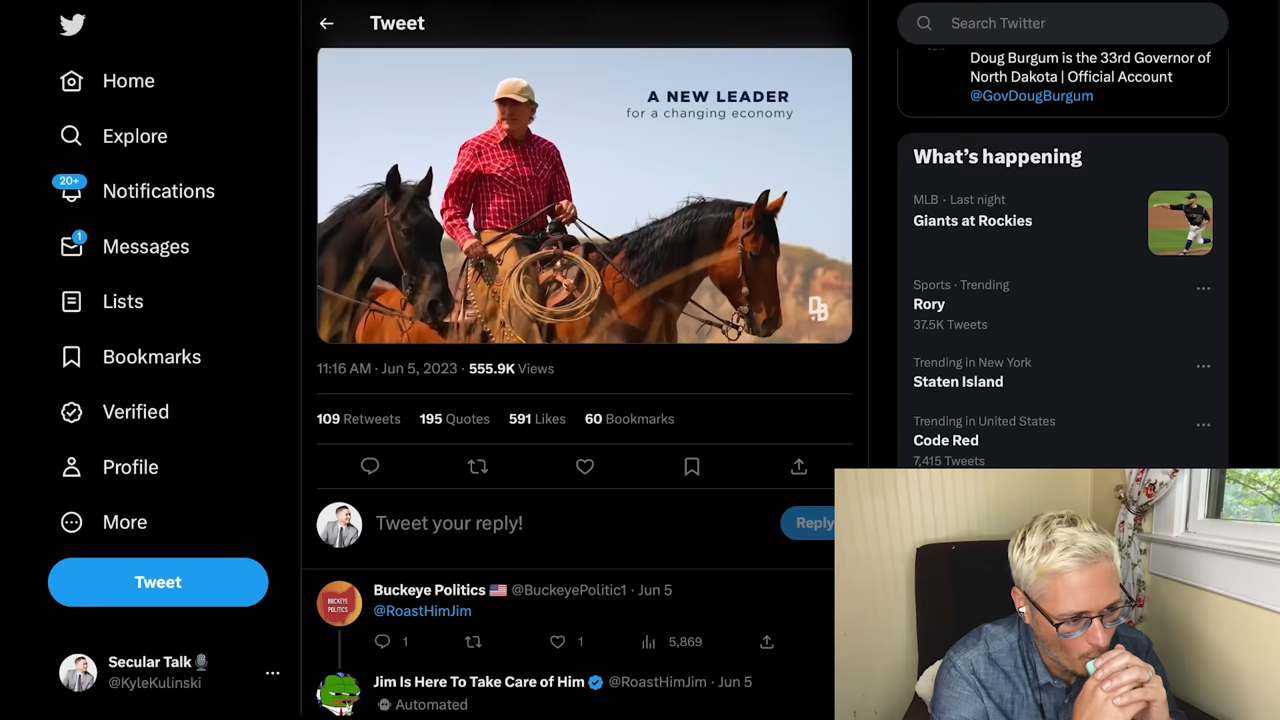 Home
Explore
20+
Notifications
1
Messages
Lists
Bookmarks
Verified
Profile
More
Tweet
Secular Talk
@KyleKulinski
Tweet
A NEW LEADER
for a changing economy
DB
11:16 AM · Jun 5, 2023 · 555.9K Views
109 Retweets 195 Quotes 591 Likes 60 Bookmarks
Tweet your reply!
Reply
BUCKEYE
POLITICS
Buckeye Politics @BuckeyePolitic1 · Jun 5
@RoastHimJim
1 1 5,869
Jim Is Here To Take Care of Him @RoastHimJim · Jun 5
Automated
Search Twitter
Doug Burgum is the 33rd Governor of
North Dakota | Official Account
@GovDougBurgum
What's happening
MLB · Last night
Giants at Rockies
Sports · Trending
Rory
37.5K Tweets
Trending in New York
Staten Island
Trending in United States
Code Red
7,415 Tweets